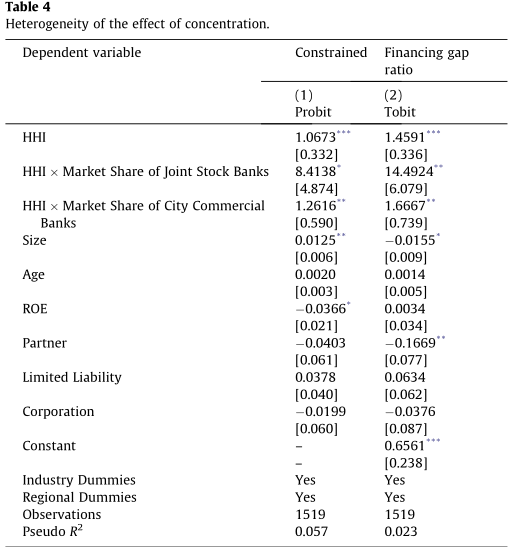 Table 4
Heterogeneity of the effect of concentration.
Dependent variable Constrained Financing gap
ratio
(1) (2)
Probit Tobit
HHI 1.0673*** 1.4591***
[0.332] [0.336]
HHI × Market Share of Joint Stock Banks 8.4138* 14.4924**
[4.874] [6.079]
HHI × Market Share of City Commercial 1.2616** 1.6667**
Banks [0.590] [0.739]
Size 0.0125** −0.0155*
[0.006] [0.009]
Age 0.0020 0.0014
[0.003] [0.005]
ROE −0.0366* 0.0034
[0.021] [0.034]
Partner −0.0403 −0.1669**
[0.061] [0.077]
Limited Liability 0.0378 0.0634
[0.040] [0.062]
Corporation −0.0199 −0.0376
[0.060] [0.087]
Constant – 0.6561***
– [0.238]
Industry Dummies Yes Yes
Regional Dummies Yes Yes
Observations 1519 1519
Pseudo R² 0.057 0.023